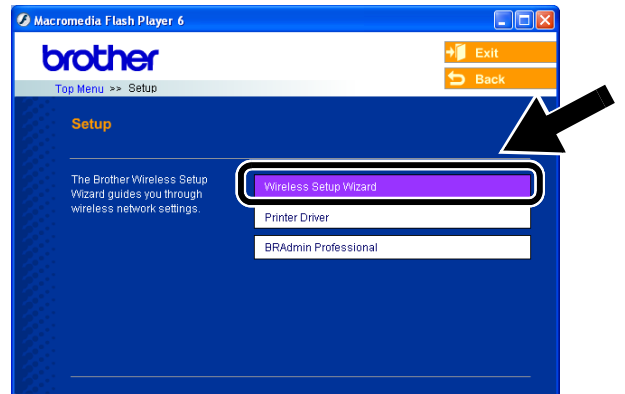 Macromedia Flash Player 6
brother
Exit
Top Menu >> Setup
Back
Setup
The Brother Wireless Setup
Wizard guides you through
wireless network settings.
Wireless Setup Wizard
Printer Driver
BRAdmin Professional